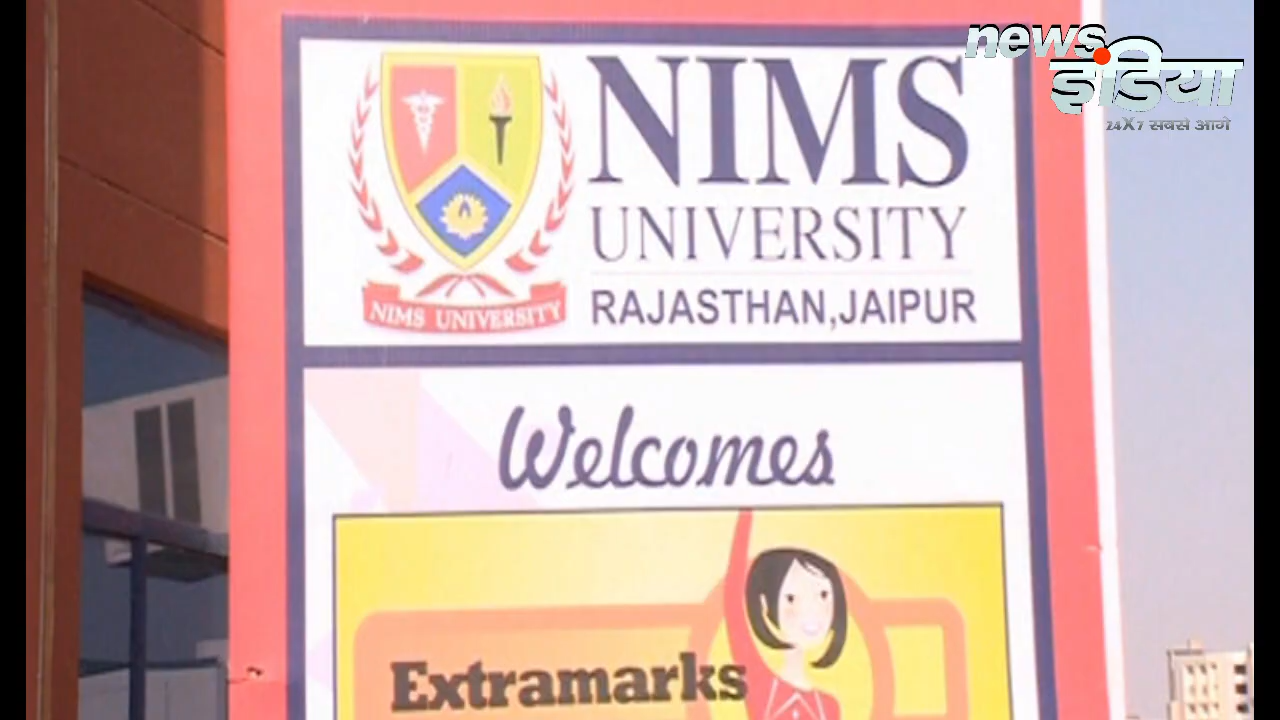 news
इंडिया
24X7 सबसे आगे
NIMS
UNIVERSITY
RAJASTHAN,JAIPUR
NIMS UNIVERSITY
Welcomes
Extramarks